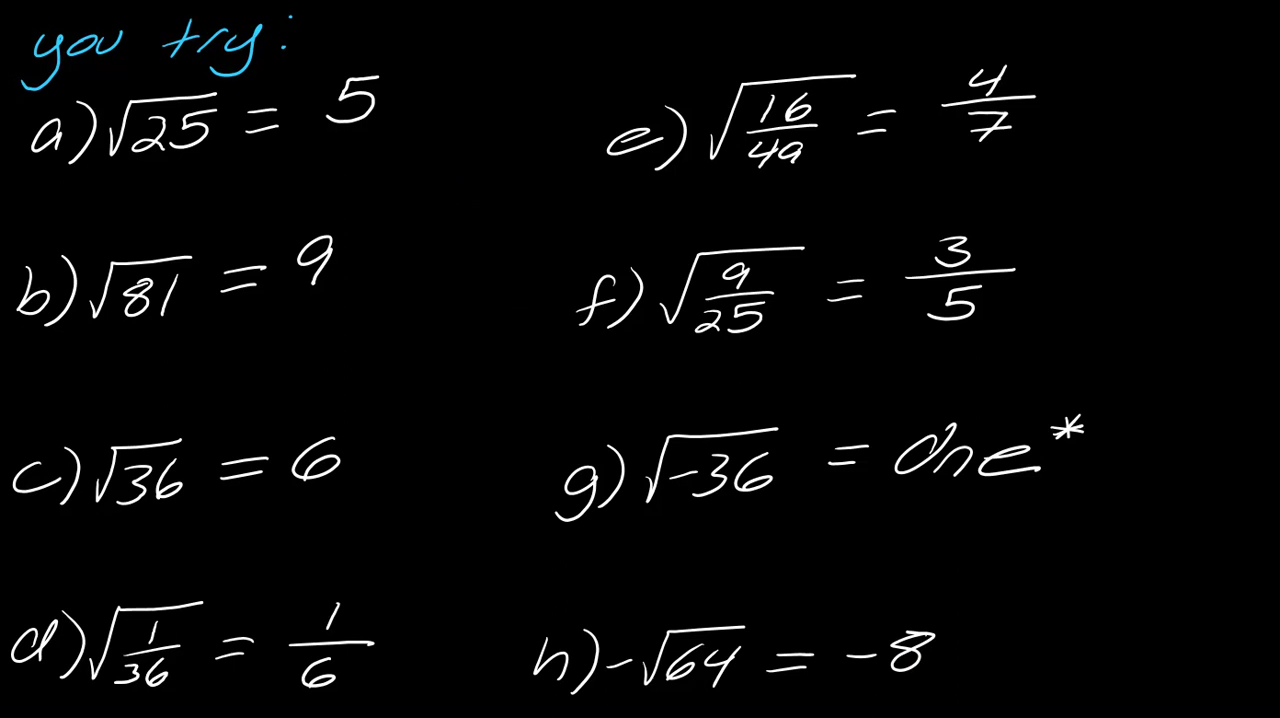 you try:
a) √25 = 5
b) √81 = 9
c) √36 = 6
d) √(1/36) = 1/6
e) √(16/49) = 4/7
f) √(9/25) = 3/5
g) √-36 = dne*
h) -√64 = -8